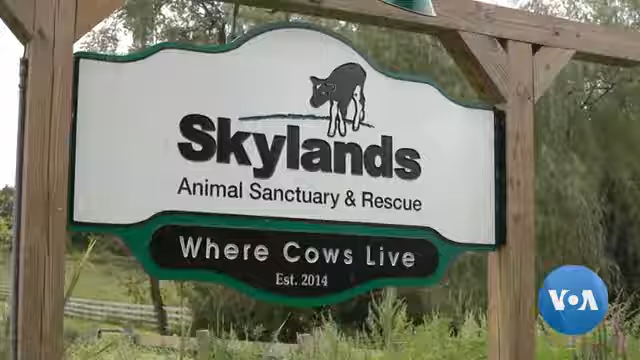 Skylands
Animal Sanctuary & Rescue
Where Cows Live
Est. 2014
VOA